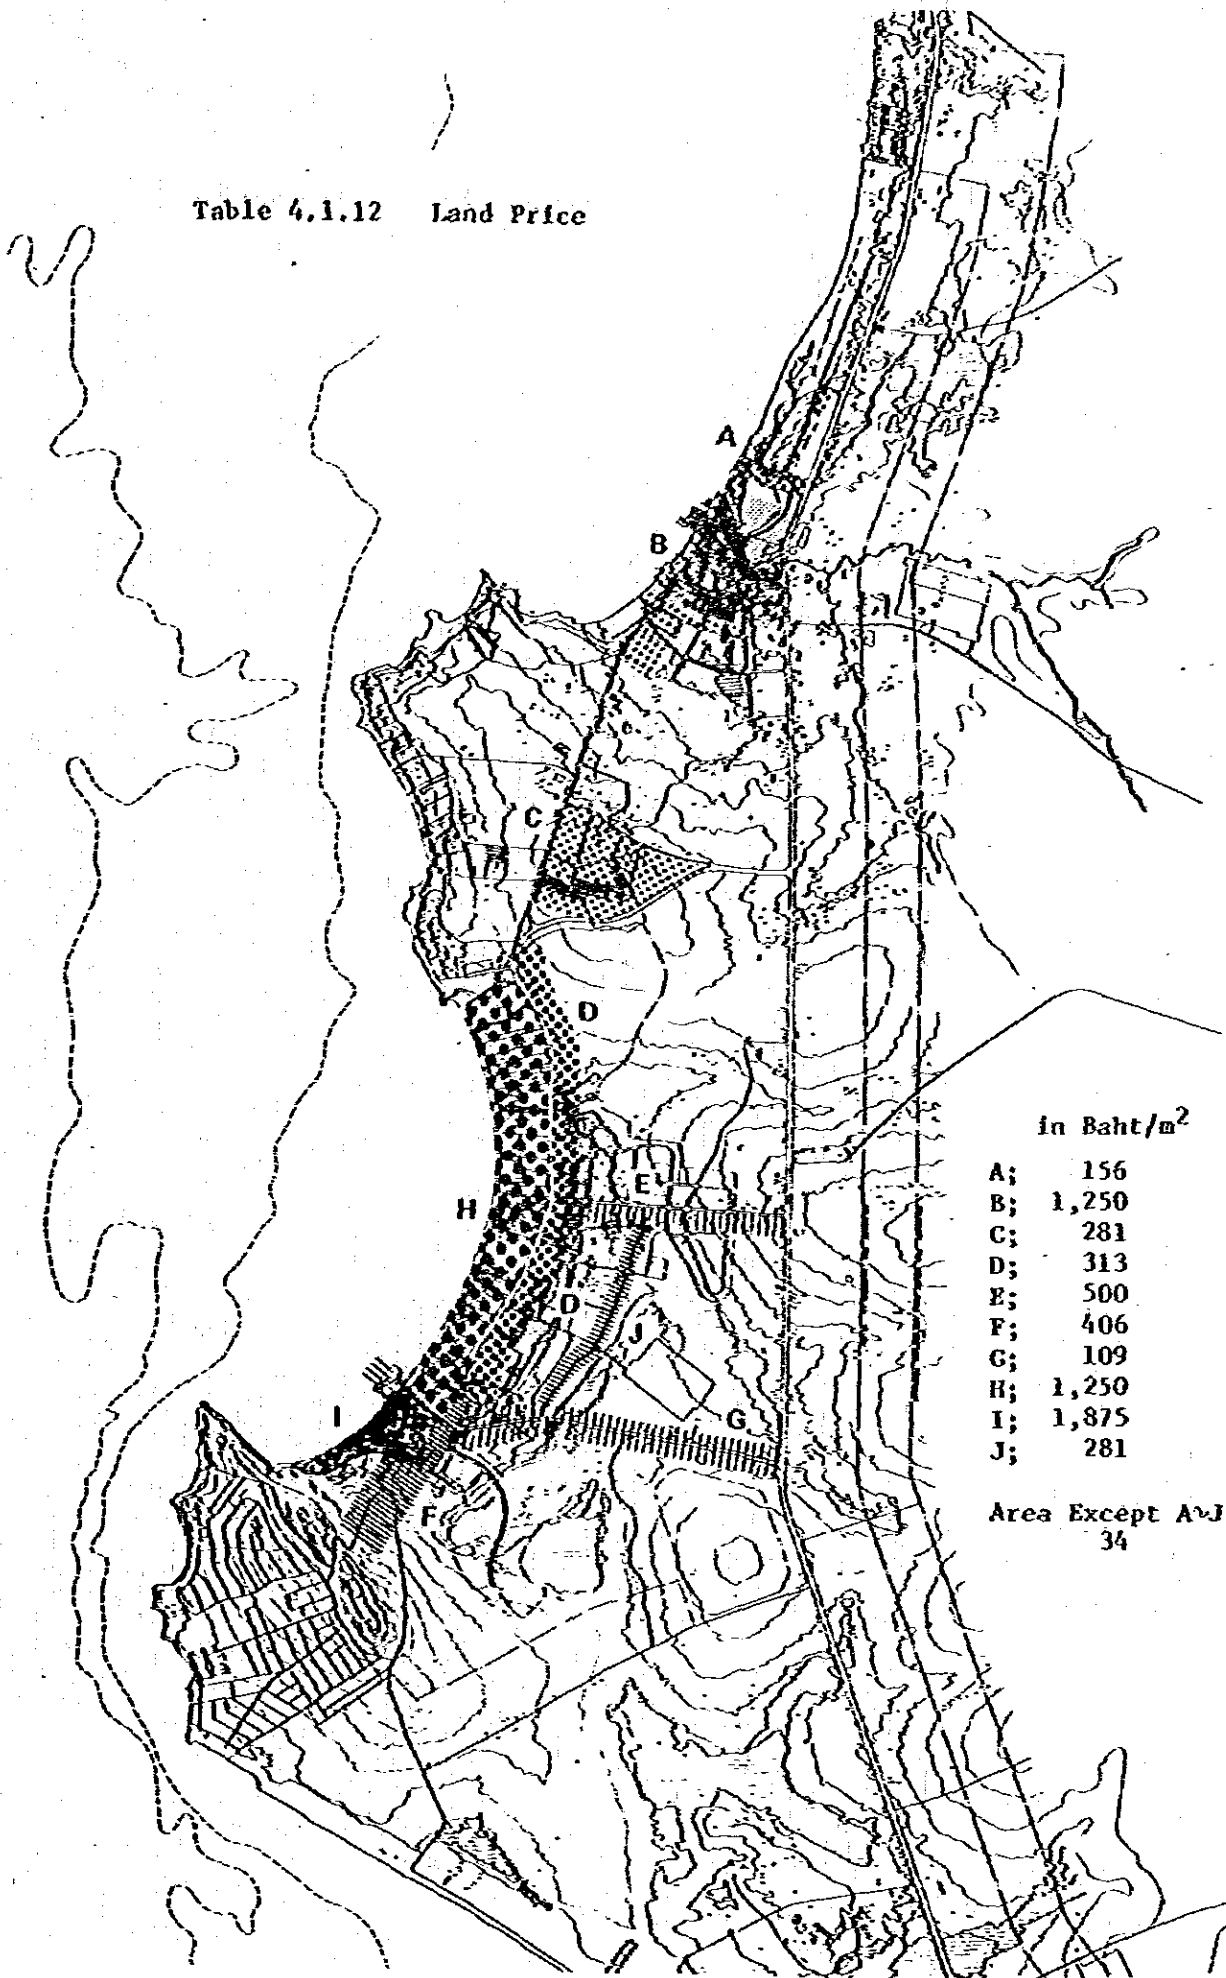 Table 4.1.12 Land Price
A
B
C
D
E
H
D
J
I
G
F
in Baht/m²
A; 156
B; 1,250
C; 281
D; 313
E; 500
F; 406
G; 109
H; 1,250
I; 1,875
J; 281
Area Except A~J
34